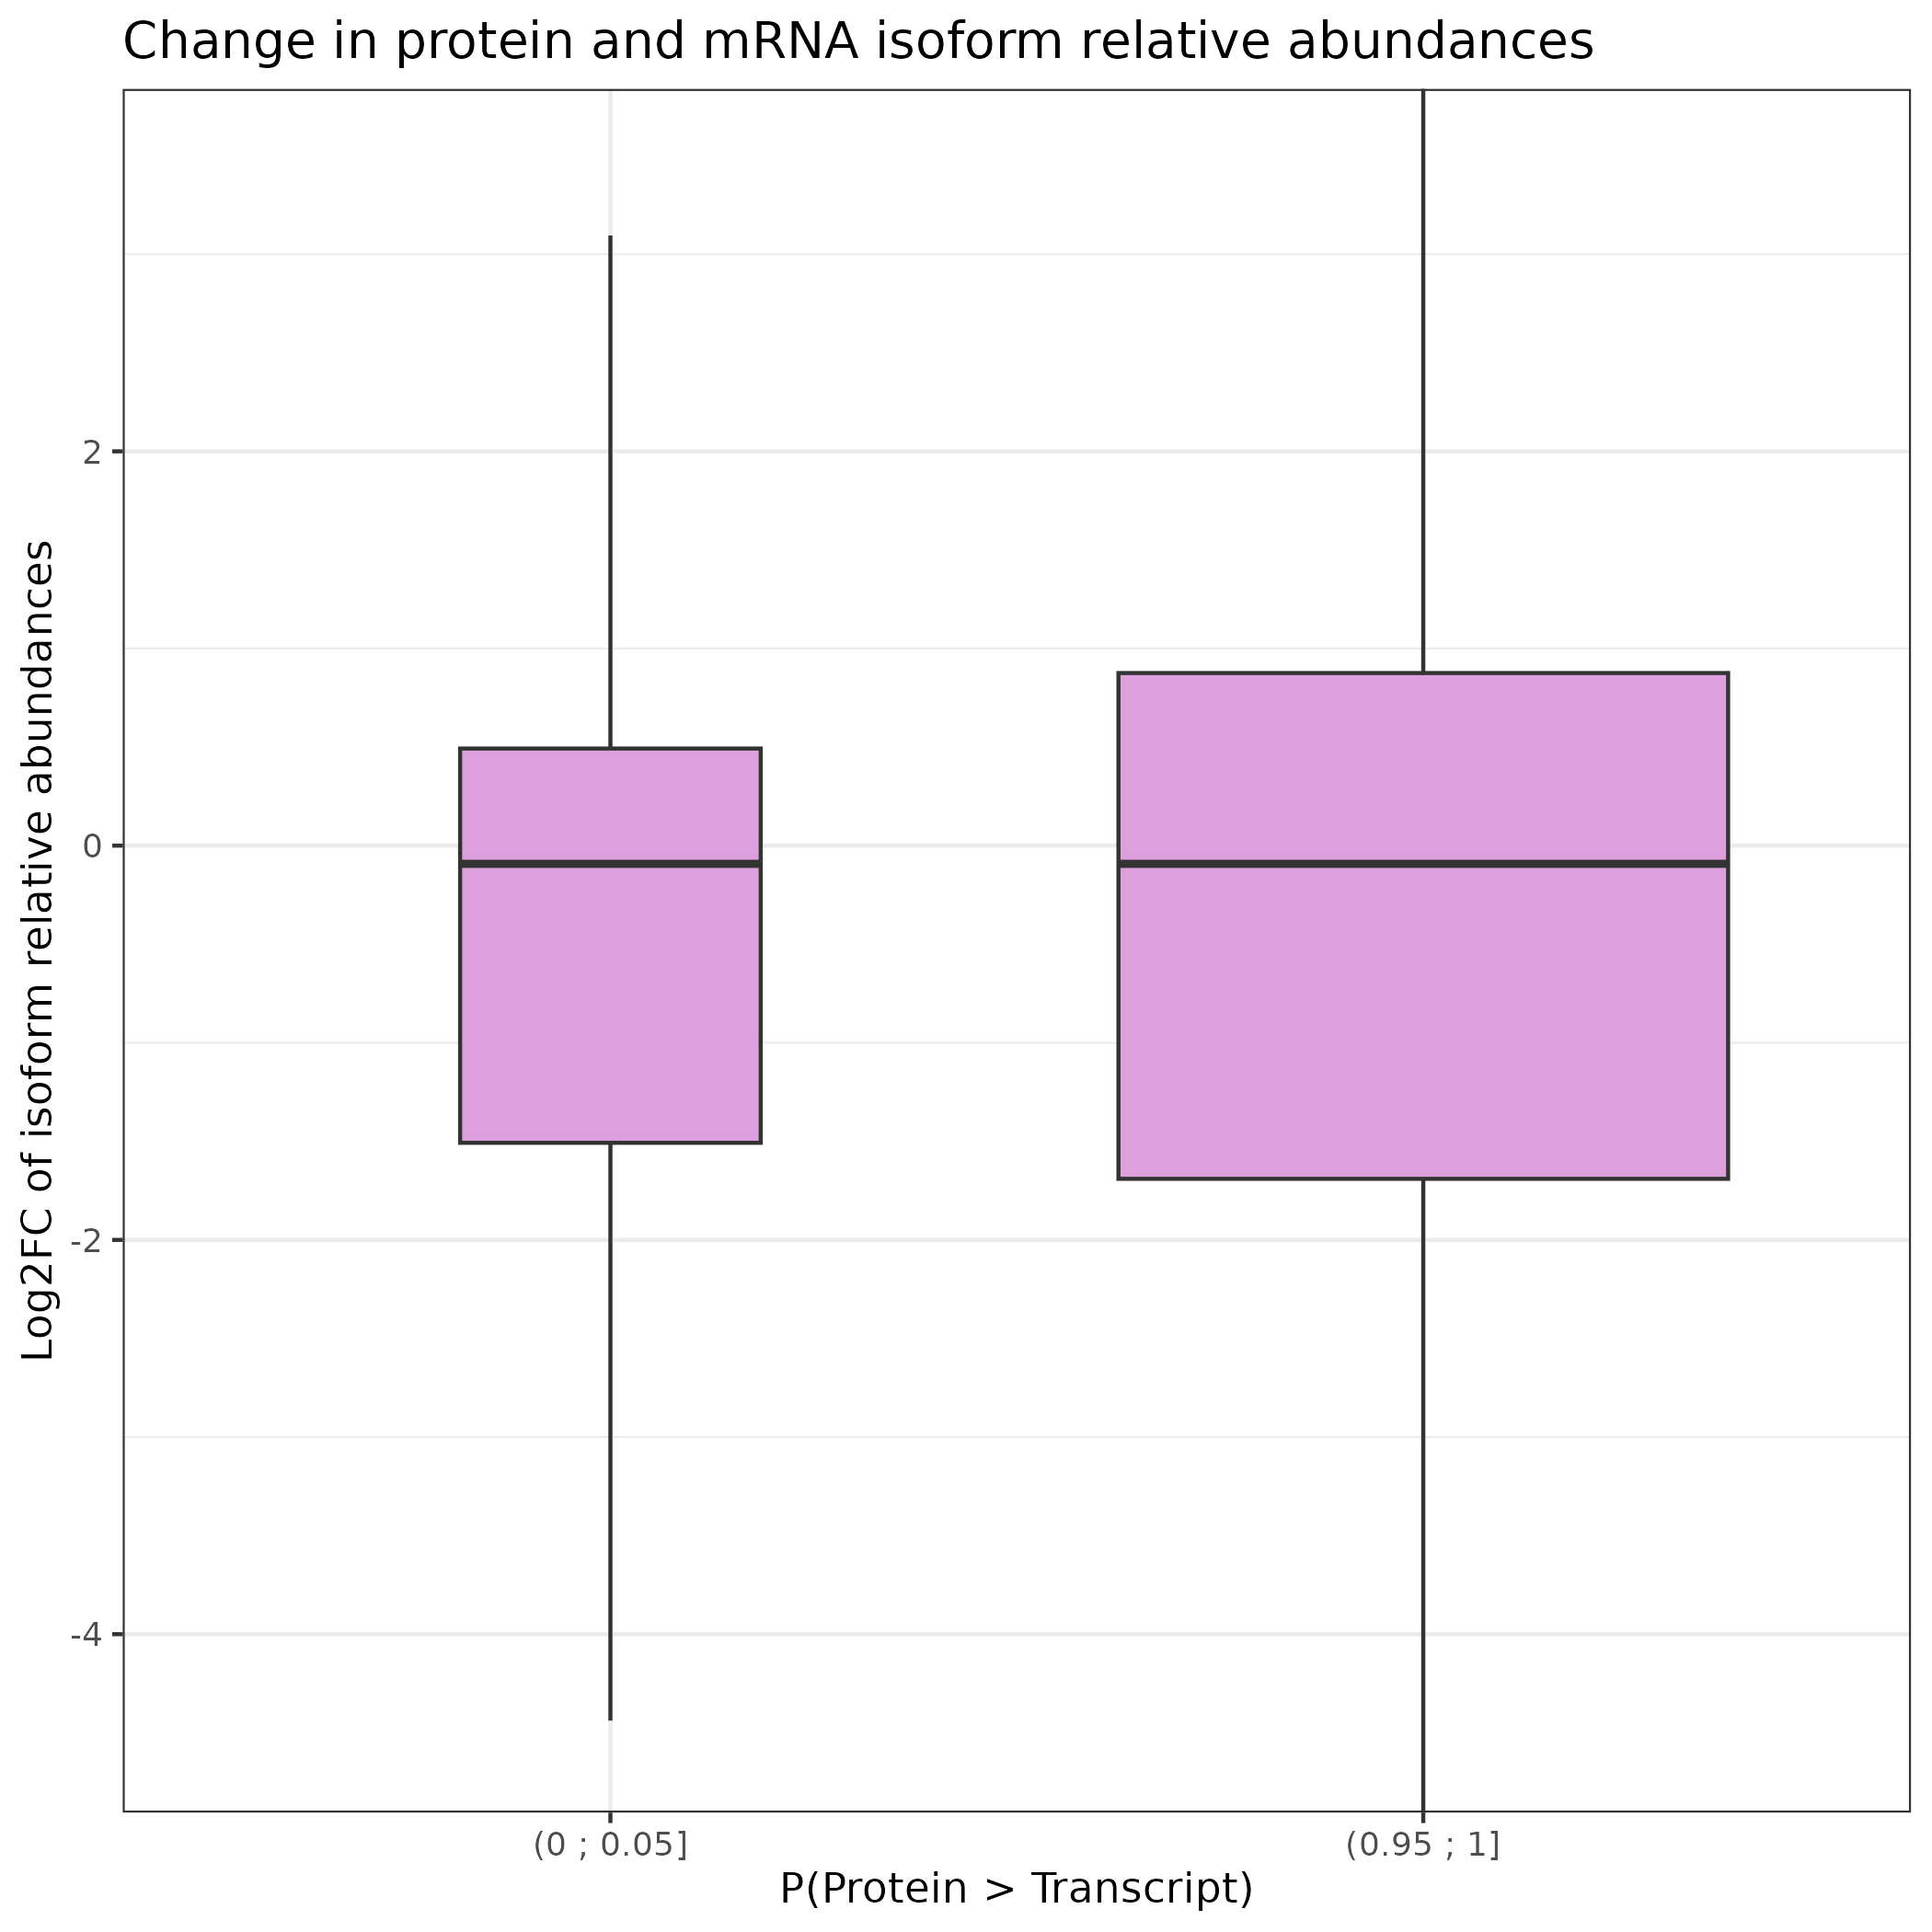 Change in protein and mRNA isoform relative abundances
Log2FC of isoform relative abundances
2
0
-2
-4
(0 ; 0.05]
(0.95 ; 1]
P(Protein > Transcript)